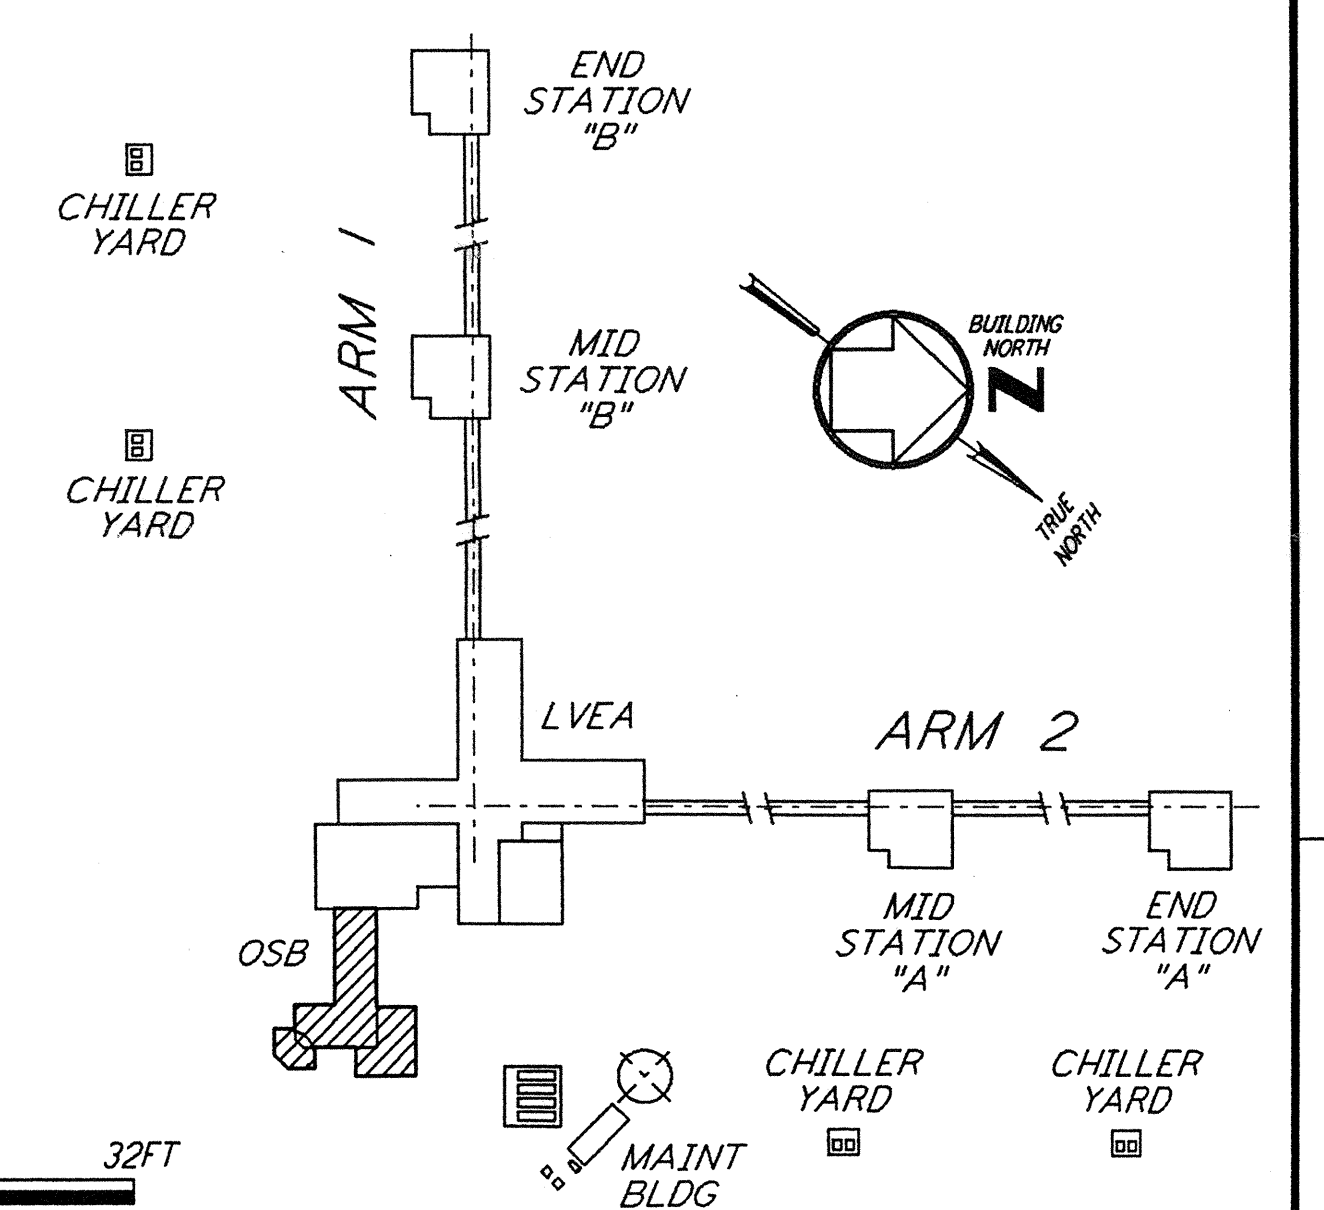 END
STATION
"B"
CHILLER
YARD
ARM 1
BUILDING
NORTH
N
MID
STATION
"B"
CHILLER
YARD
TRUE
NORTH
LVEA
ARM 2
MID
STATION
"A"
END
STATION
"A"
OSB
CHILLER
YARD
CHILLER
YARD
32FT
MAINT
BLDG